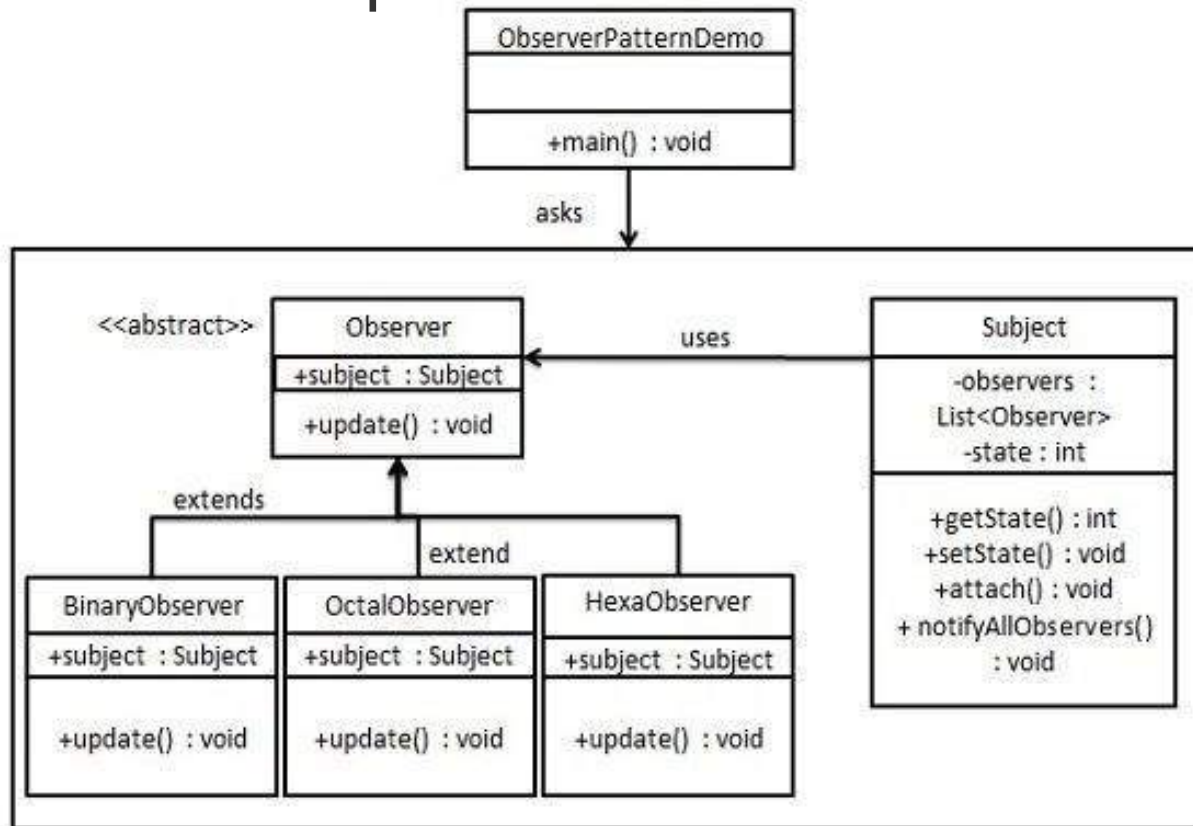 ObserverPatternDemo
+main() : void
asks
<<abstract>>
Observer
+subject : Subject
+update() : void
uses
Subject
-observers :
List<Observer>
-state : int
+getState() : int
+setState() : void
+attach() : void
+ notifyAllObservers()
: void
extends
extend
BinaryObserver
+subject : Subject
+update() : void
OctalObserver
+subject : Subject
+update() : void
HexaObserver
+subject : Subject
+update() : void